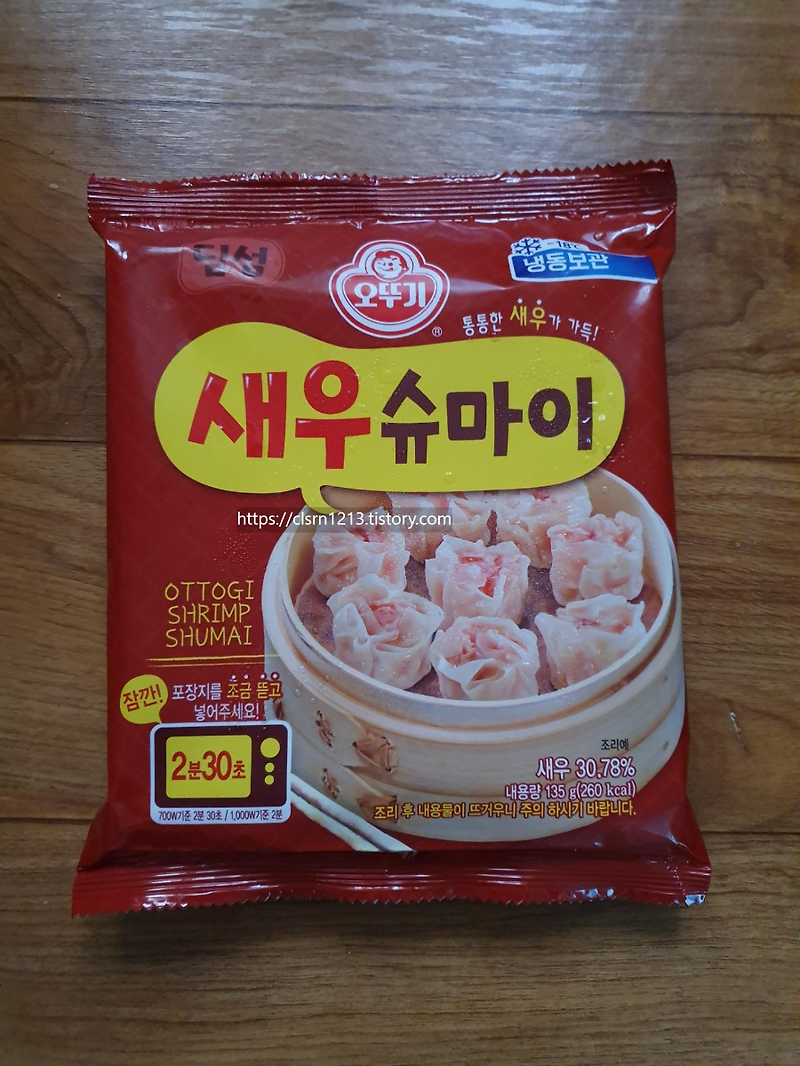 딤섬
오뚜기
®
-18℃
냉동보관
통통한 새우가 가득!
새우슈마이
https://clsrn1213.tistory.com
OTTOGI
SHRIMP
SHUMAI
잠깐!
포장지를 조금 뜯고
넣어주세요!
2분30초
700W기준 2분 30초 / 1,000W기준 2분
조리예
새우 30.78%
내용량 135 g(260 kcal)
조리 후 내용물이 뜨거우니 주의 하시기 바랍니다.